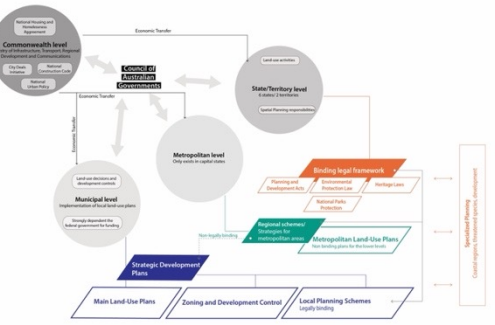 National Housing and
Homelessness
Aggreement
Commonwealth level
ry of Infrastructure, Transport, Regional
Development and Communications
City Deals
Initiative
National
Construction Code
National
Urban Policy
Economic Transfer
Council of
Australian
Governments
Land-use activities
State/Territory level
6 states/ 2 territories
Spatial Planning responsibilities
Economic Transfer
Economic Transfer
Metropolitan level
Only exists in capital states
Land-use decisions and
development controls
Municipal level
Implementation of local land-use plans
Strongly dependent the
federal government for funding
Binding legal framework
Planning and
Development Acts
Environmental
Protection Law
Heritage Laws
National Parks
Protection
Specialised Planning
Coastal regions, threatened species, development
Non-legally binding
Regional schemes/
Strategies for
metropolitan areas
Metropolitan Land-Use Plans
Non binding plans for the lower levels
Strategic Development
Plans
Main Land-Use Plans
Zoning and Development Control
Local Planning Schemes
Legally binding